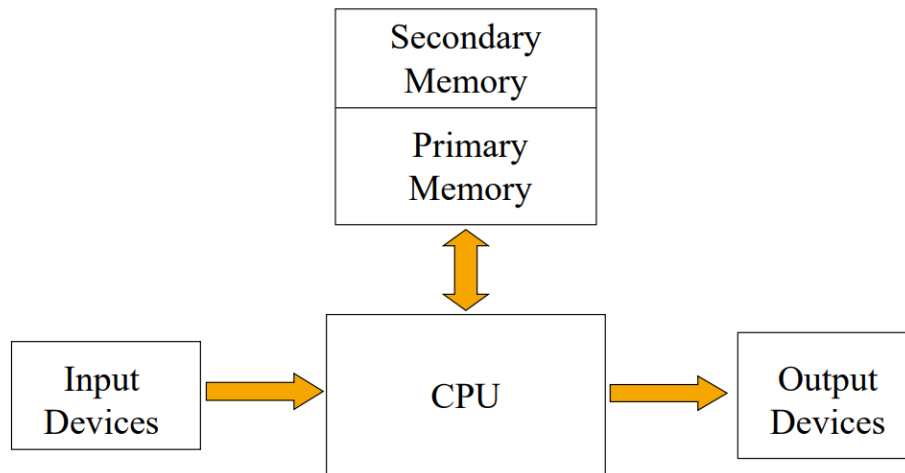 Secondary
Memory
Primary
Memory
Input
Devices
CPU
Output
Devices